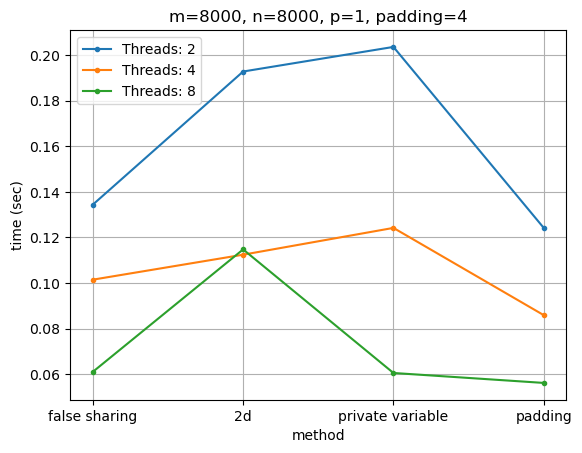 m=8000, n=8000, p=1, padding=4
Threads: 2
Threads: 4
Threads: 8
0.20
0.18
0.16
0.14
0.12
0.10
0.08
0.06
time (sec)
false sharing
2d
private variable
padding
method